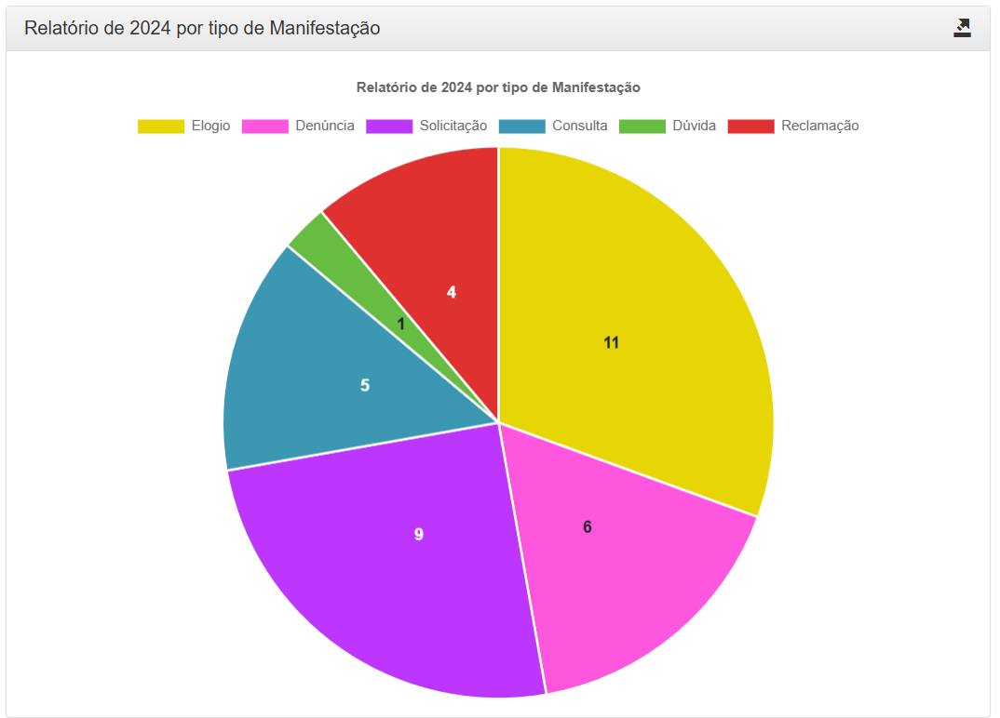 Relatório de 2024 por tipo de Manifestação
Relatório de 2024 por tipo de Manifestação
Elogio Denúncia Solicitação Consulta Dúvida Reclamação
4
1
11
5
6
9